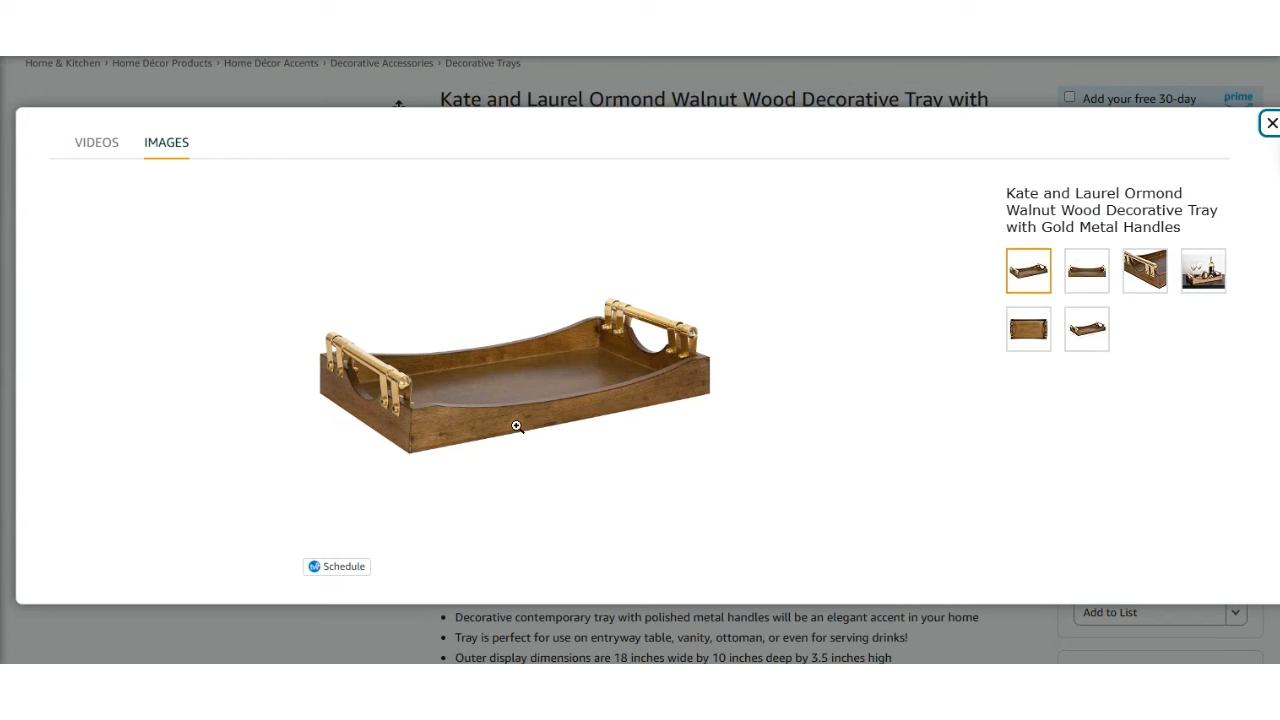 Home & Kitchen › Home Décor Products › Home Décor Accents › Decorative Accessories › Decorative Trays
Kate and Laurel Ormond Walnut Wood Decorative Tray with
Add your free 30-day
prime
VIDEOS
IMAGES
Kate and Laurel Ormond
Walnut Wood Decorative Tray
with Gold Metal Handles
Schedule
Add to List
• Decorative contemporary tray with polished metal handles will be an elegant accent in your home
• Tray is perfect for use on entryway table, vanity, ottoman, or even for serving drinks!
• Outer display dimensions are 18 inches wide by 10 inches deep by 3.5 inches high